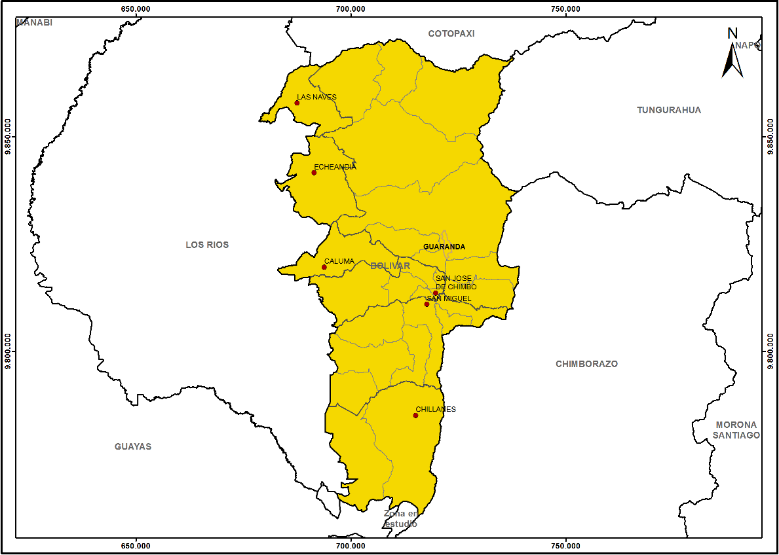 650.000
700.000
750.000
MANABI
COTOPAXI
N
NAPO
LAS NAVES
TUNGURAHUA
9.850.000
9.850.000
ECHEANDIA
LOS RIOS
GUARANDA
CALUMA
BOLIVAR
SAN JOSE
DE CHIMBO
SAN MIGUEL
9.800.000
9.800.000
CHIMBORAZO
CHILLANES
MORONA
SANTIAGO
GUAYAS
Zona en
estudio
650.000
700.000
750.000